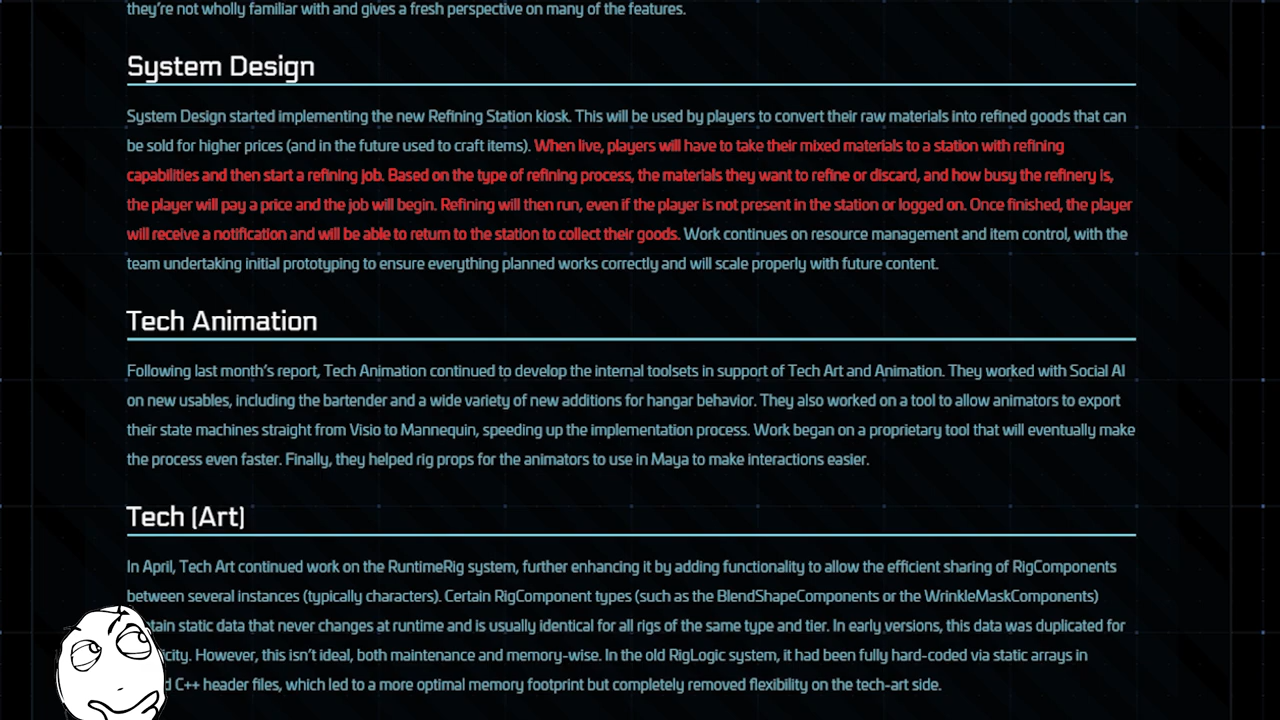 they're not wholly familiar with and gives a fresh perspective on many of the features.
System Design
System Design started implementing the new Refining Station kiosk. This will be used by players to convert their raw materials into refined goods that can
be sold for higher prices (and in the future used to craft items). When live, players will have to take their mixed materials to a station with refining
capabilities and then start a refining job. Based on the type of refining process, the materials they want to refine or discard, and how busy the refinery is,
the player will pay a price and the job will begin. Refining will then run, even if the player is not present in the station or logged on. Once finished, the player
will receive a notification and will be able to return to the station to collect their goods. Work continues on resource management and item control, with the
team undertaking initial prototyping to ensure everything planned works correctly and will scale properly with future content.
Tech Animation
Following last month's report, Tech Animation continued to develop the internal toolsets in support of Tech Art and Animation. They worked with Social AI
on new usables, including the bartender and a wide variety of new additions for hangar behavior. They also worked on a tool to allow animators to export
their state machines straight from Visio to Mannequin, speeding up the implementation process. Work began on a proprietary tool that will eventually make
the process even faster. Finally, they helped rig props for the animators to use in Maya to make interactions easier.
Tech (Art)
In April, Tech Art continued work on the RuntimeRig system, further enhancing it by adding functionality to allow the efficient sharing of RigComponents
between several instances (typically characters). Certain RigComponent types (such as the BlendShapeComponents or the WrinkleMaskComponents)
static data that never changes at runtime and is usually identical for all rigs of the same type and tier. In early versions, this data was duplicated for
However, this isn't ideal, both maintenance and memory-wise. In the old RigLogic system, it had been fully hard-coded via static arrays in
C++ header files, which led to a more optimal memory footprint but completely removed flexibility on the tech-art side.